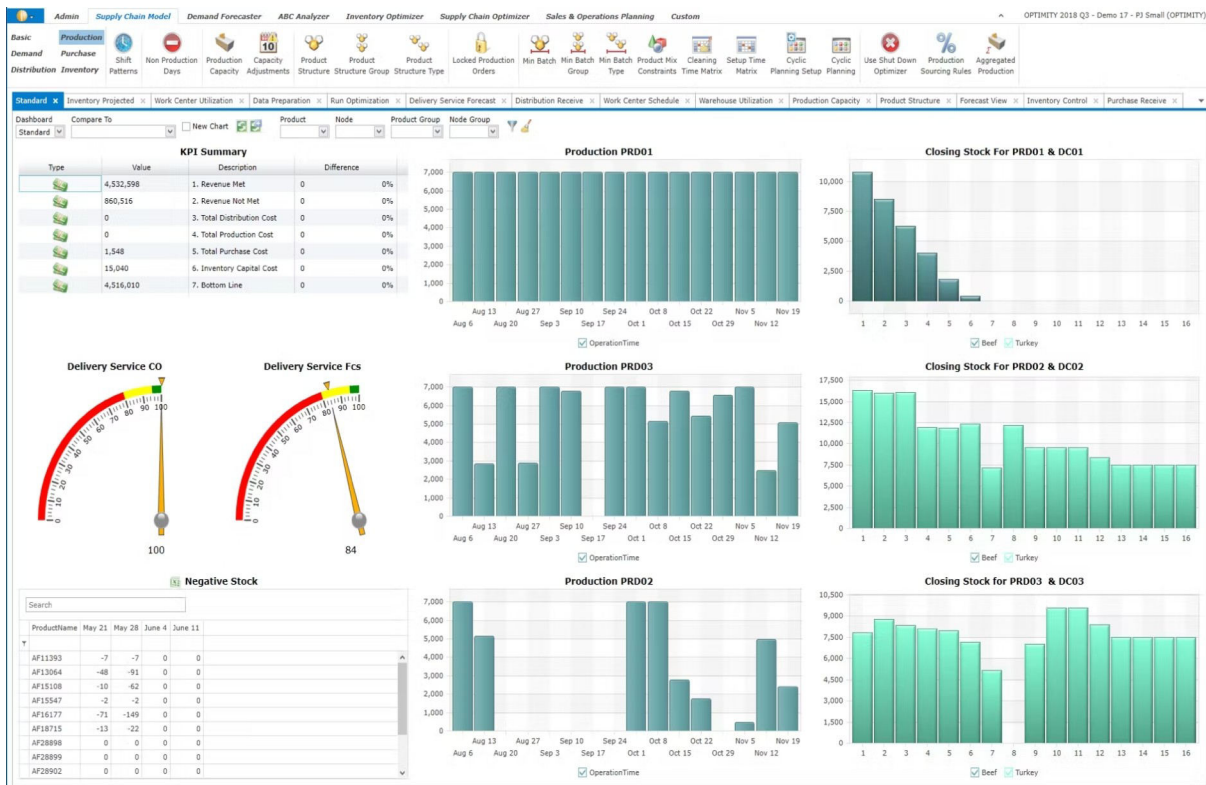 Admin Supply Chain Model Demand Forecaster ABC Analyzer Inventory Optimizer Supply Chain Optimizer Sales & Operations Planning Custom OPTIMITY 2018 Q3 - Demo 17 - PJ Small (OPTIMITY)
Basic Production
Demand Purchase
Distribution Inventory
Shift Patterns
Non Production Days
Production Capacity
Capacity Adjustments
Product Structure
Product Structure Group
Product Structure Type
Locked Production Orders
Min Batch
Min Batch Group
Min Batch Type
Product Mix Constraints
Cleaning Time Matrix
Setup Time Matrix
Cyclic Planning Setup
Cyclic Planning
Use Shut Down Optimizer
Production Sourcing Rules
Aggregated Production
Standard Inventory Projected Work Center Utilization Data Preparation Run Optimization Delivery Service Forecast Distribution Receive Work Center Schedule Warehouse Utilization Production Capacity Product Structure Forecast View Inventory Control Purchase Receive
Dashboard Compare To Product Node Product Group Node Group
Standard New Chart
KPI Summary
Type Value Description Difference
4,532,598 1. Revenue Met 0 0%
860,516 2. Revenue Not Met 0 0%
0 3. Total Distribution Cost 0 0%
0 4. Total Production Cost 0 0%
1,548 5. Total Purchase Cost 0 0%
15,040 6. Inventory Capital Cost 0 0%
4,516,010 7. Bottom Line 0 0%
Production PRD01
7,000
6,000
5,000
4,000
3,000
2,000
1,000
0
Aug 13 Aug 27 Sep 10 Sep 24 Oct 8 Oct 22 Nov 5 Nov 19
Aug 6 Aug 20 Sep 3 Sep 17 Oct 1 Oct 15 Oct 29 Nov 12
OperationTime
Closing Stock For PRD01 & DC01
10,000
7,500
5,000
2,500
0
1 2 3 4 5 6 7 8 9 10 11 12 13 14 15 16
Beef Turkey
Delivery Service CO
0 10 20 30 40 50 60 70 80 90 100
100
Delivery Service Fcs
0 10 20 30 40 50 60 70 80 90 100
84
Production PRD03
7,000
6,000
5,000
4,000
3,000
2,000
1,000
0
Aug 13 Aug 27 Sep 10 Sep 24 Oct 8 Oct 22 Nov 5 Nov 19
Aug 6 Aug 20 Sep 3 Sep 17 Oct 1 Oct 15 Oct 29 Nov 12
OperationTime
Closing Stock For PRD02 & DC02
17,500
15,000
12,500
10,000
7,500
5,000
2,500
0
1 2 3 4 5 6 7 8 9 10 11 12 13 14 15 16
Beef Turkey
Negative Stock
Search
ProductName May 21 May 28 June 4 June 11
AF11393 -7 -7 0 0
AF13064 -48 -91 0 0
AF15108 -10 -62 0 0
AF15547 -2 -2 0 0
AF16177 -71 -149 0 0
AF18715 -13 -22 0 0
AF28898 0 0 0 0
AF28899 0 0 0 0
AF28902 0 0 0 0
Production PRD02
7,000
6,000
5,000
4,000
3,000
2,000
1,000
0
Aug 13 Aug 27 Sep 10 Sep 24 Oct 8 Oct 22 Nov 5 Nov 19
Aug 6 Aug 20 Sep 3 Sep 17 Oct 1 Oct 15 Oct 29 Nov 12
OperationTime
Closing Stock for PRD03 & DC03
10,500
9,000
7,500
6,000
4,500
3,000
1,500
0
1 2 3 4 5 6 7 8 9 10 11 12 13 14 15 16
Beef Turkey